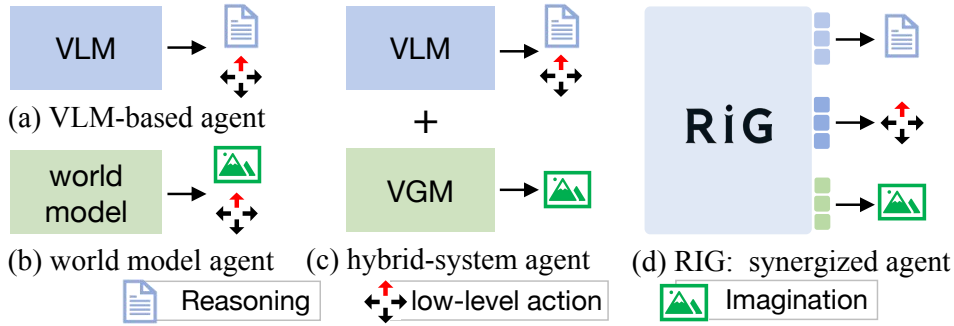 VLM
(a) VLM-based agent
world
model
(b) world model agent
VLM
+
VGM
(c) hybrid-system agent
RiG
(d) RIG: synergized agent
Reasoning
low-level action
Imagination